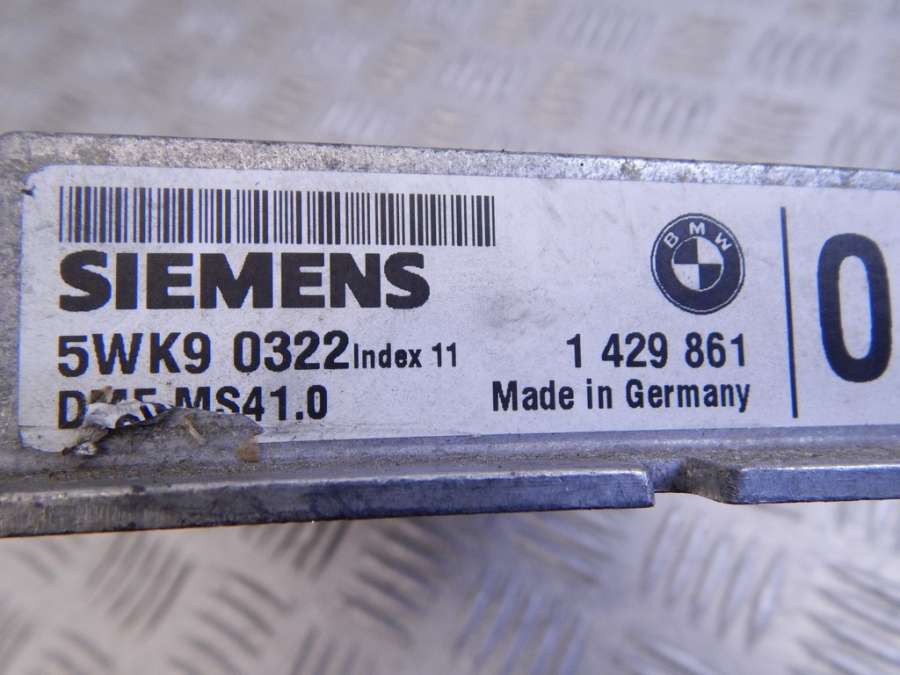 SIEMENS
BMW
0
5WK9 0322 Index 11
1 429 861
MS41.0
Made in Germany